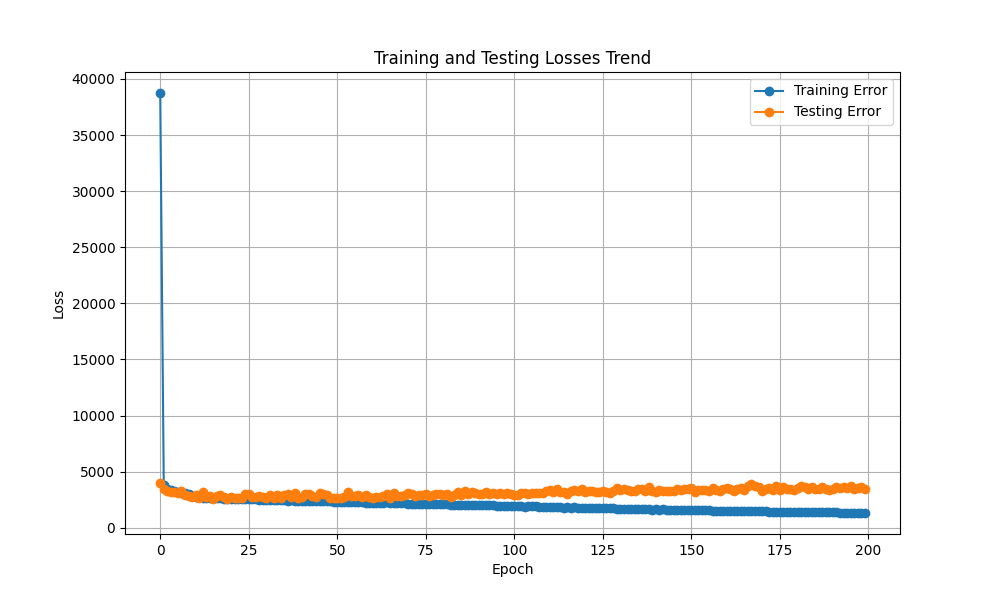 Training and Testing Losses Trend
40000
35000
30000
25000
20000
15000
10000
5000
0
Loss
Training Error
Testing Error
0 25 50 75 100 125 150 175 200
Epoch